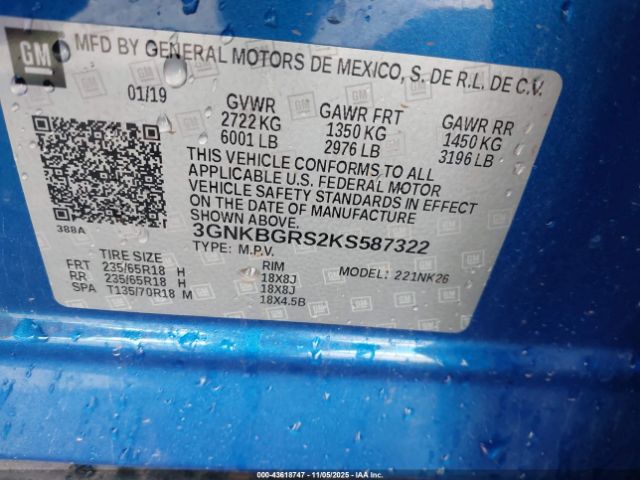 GM
MFD BY GENERAL MOTORS DE MEXICO, S. DE R.L. DE C.V.
01/19
GVWR
2722 KG
6001 LB
GAWR FRT
1350 KG
2976 LB
GAWR RR
1450 KG
3196 LB
THIS VEHICLE CONFORMS TO ALL
APPLICABLE U.S. FEDERAL MOTOR
VEHICLE SAFETY STANDARDS IN EFFECT
ON THE DATE OF MANUFACTURE
SHOWN ABOVE.
388A
3GNKBGRS2KS587322
TYPE: M.P.V.
MODEL: 221NK26
TIRE SIZE
RIM
FRT 235/65R18 H 18X8J
RR 235/65R18 H 18X8J
SPA T135/70R18 M 18X4.5B
Owner: 43618747 - 11/05/2025 - IAA Inc.